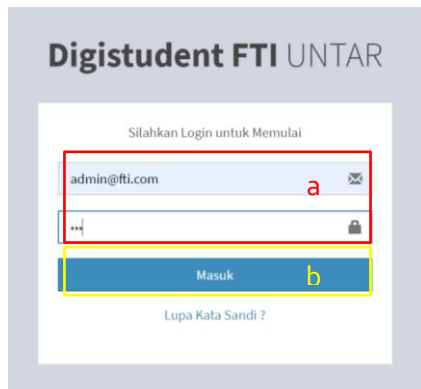 Digistudent FTI UNTAR
Silahkan Login untuk Memulai
admin@fti.com a
•••
Masuk b
Lupa Kata Sandi ?